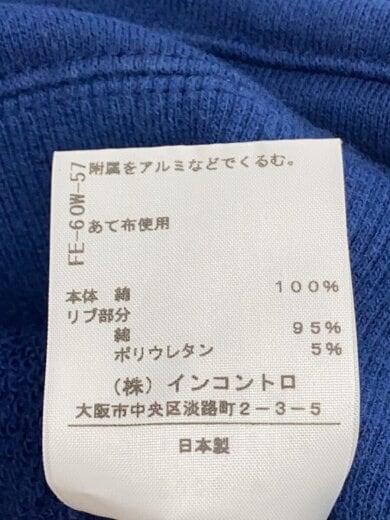 FE-60W-57
附属をアルミなどでくるむ。
あて布使用
本体 綿 100%
リブ部分
綿 95%
ポリウレタン 5%
(株)インコントロ
大阪市中央区淡路町2-3-5
日本製